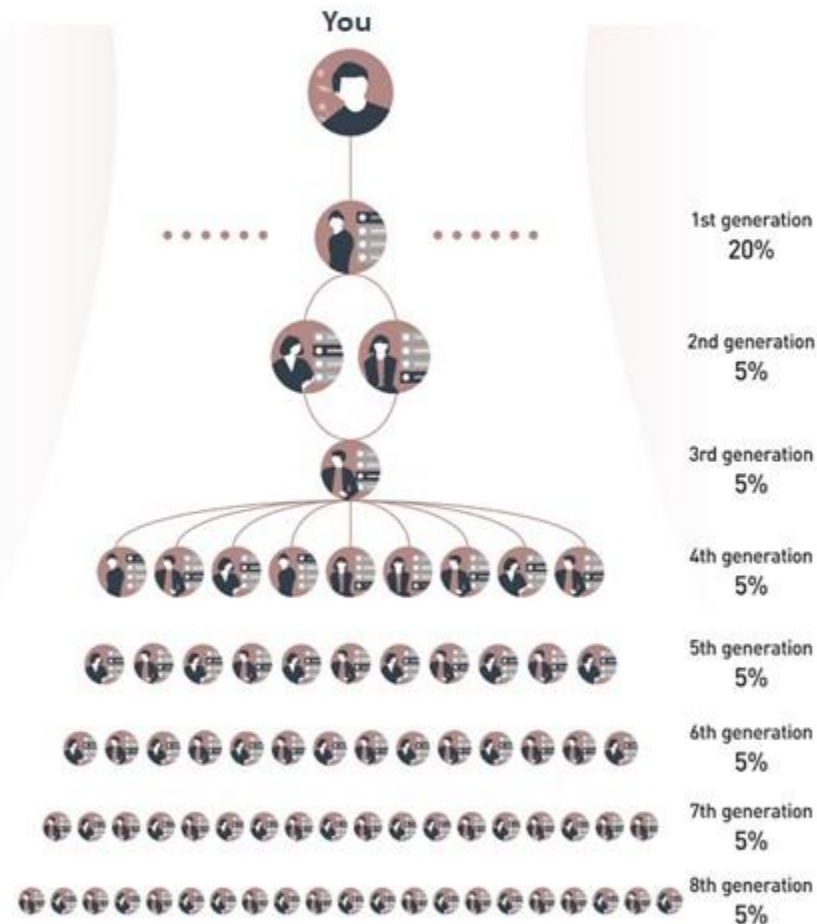 You
1st generation
20%
2nd generation
5%
3rd generation
5%
4th generation
5%
5th generation
5%
6th generation
5%
7th generation
5%
8th generation
5%